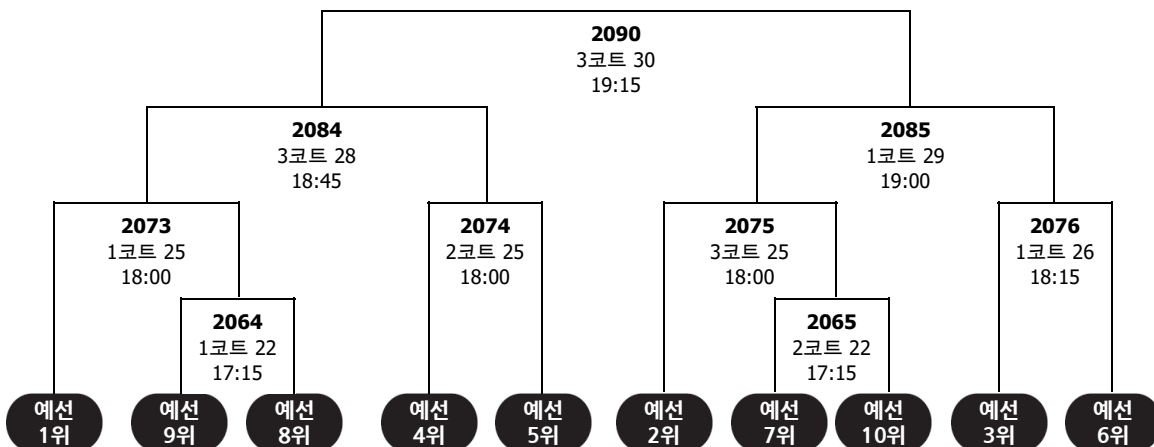 2090
3코트 30
19:15
2084
3코트 28
18:45
2085
1코트 29
19:00
2073
1코트 25
18:00
2074
2코트 25
18:00
2075
3코트 25
18:00
2076
1코트 26
18:15
2064
1코트 22
17:15
2065
2코트 22
17:15
예선
1위
예선
9위
예선
8위
예선
4위
예선
5위
예선
2위
예선
7위
예선
10위
예선
3위
예선
6위